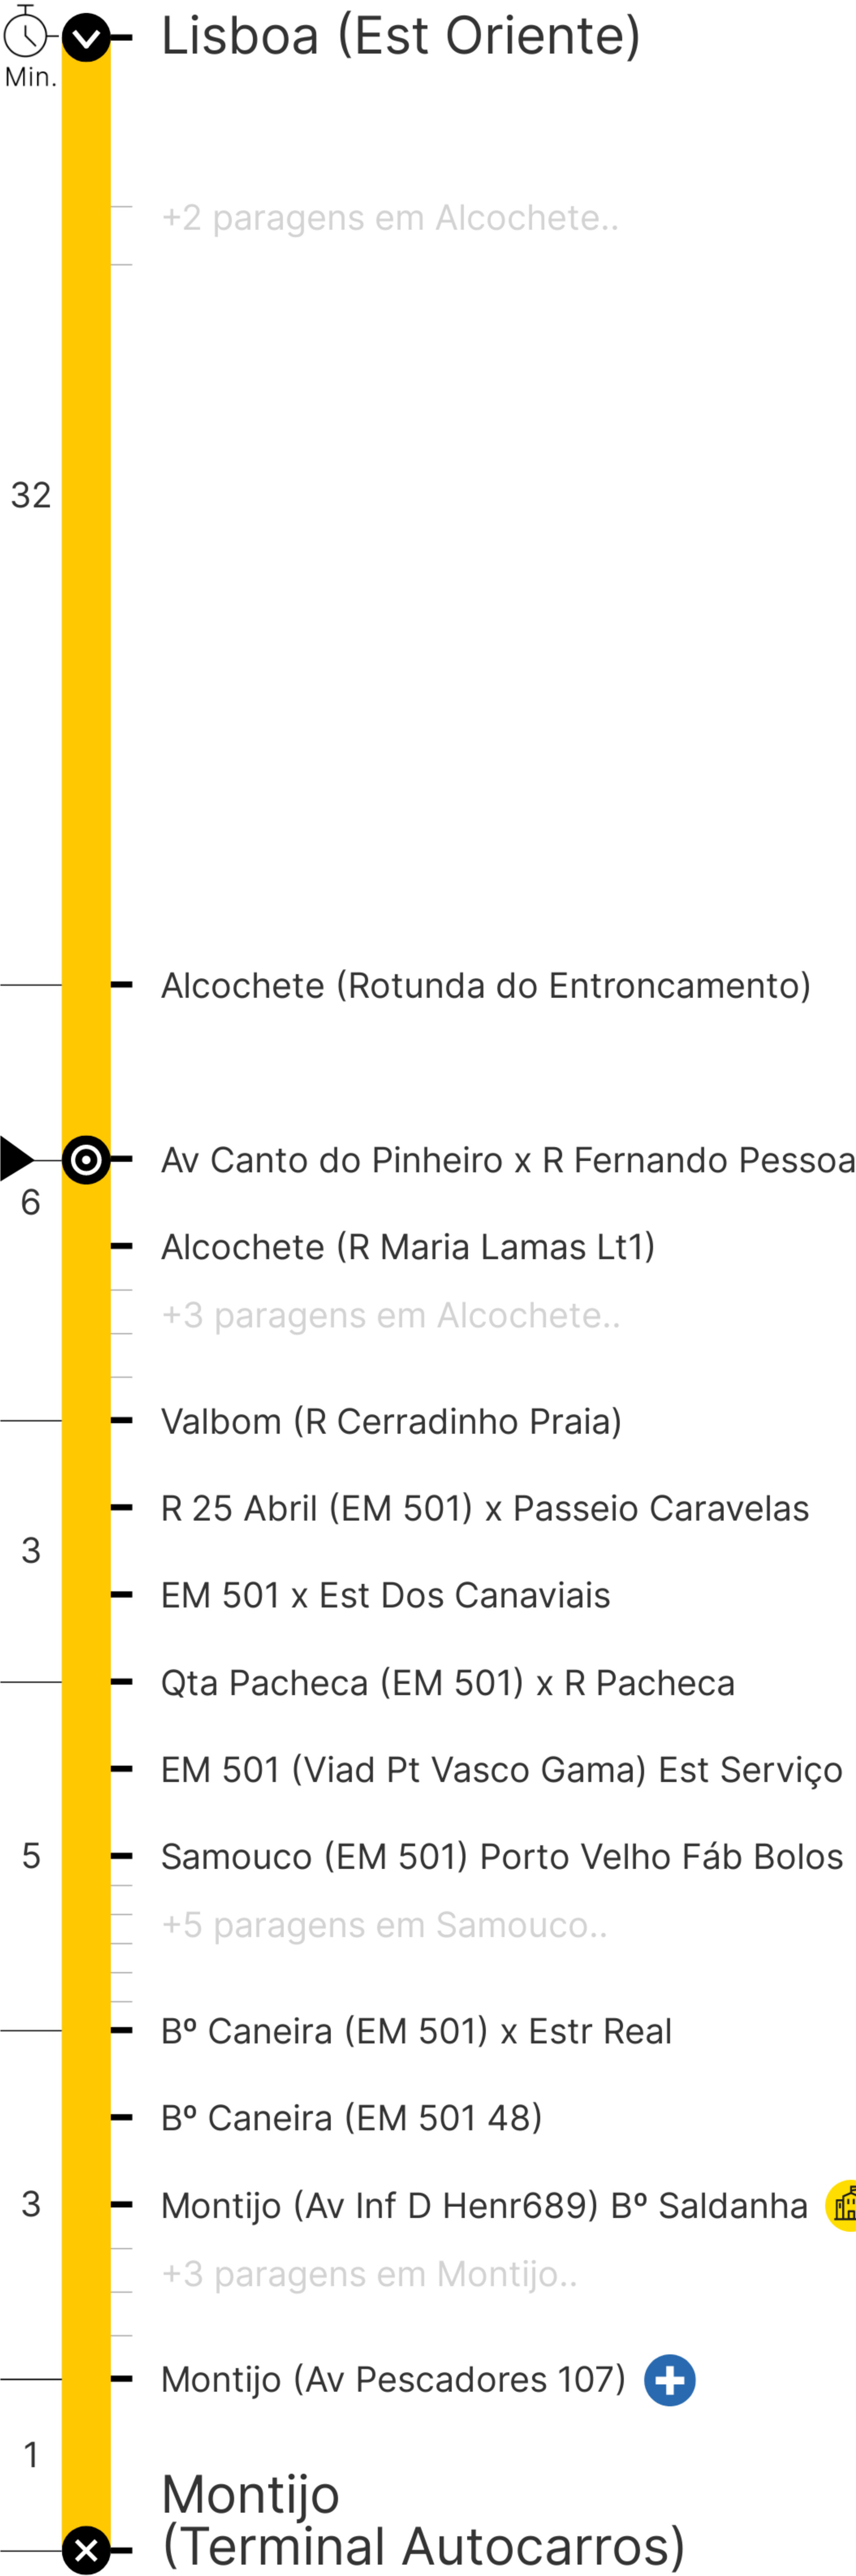 Lisboa (Est Oriente)
Min.
+2 paragens em Alcochete..
32
Alcochete (Rotunda do Entroncamento)
Av Canto do Pinheiro x R Fernando Pessoa
6
Alcochete (R Maria Lamas Lt1)
+3 paragens em Alcochete..
Valbom (R Cerradinho Praia)
R 25 Abril (EM 501) x Passeio Caravelas
3
EM 501 x Est Dos Canaviais
Qta Pacheca (EM 501) x R Pacheca
EM 501 (Viad Pt Vasco Gama) Est Serviço
5
Samouco (EM 501) Porto Velho Fáb Bolos
+5 paragens em Samouco..
Bº Caneira (EM 501) x Estr Real
Bº Caneira (EM 501 48)
3
Montijo (Av Inf D Henr689) Bº Saldanha
+3 paragens em Montijo..
Montijo (Av Pescadores 107)
1
Montijo
(Terminal Autocarros)